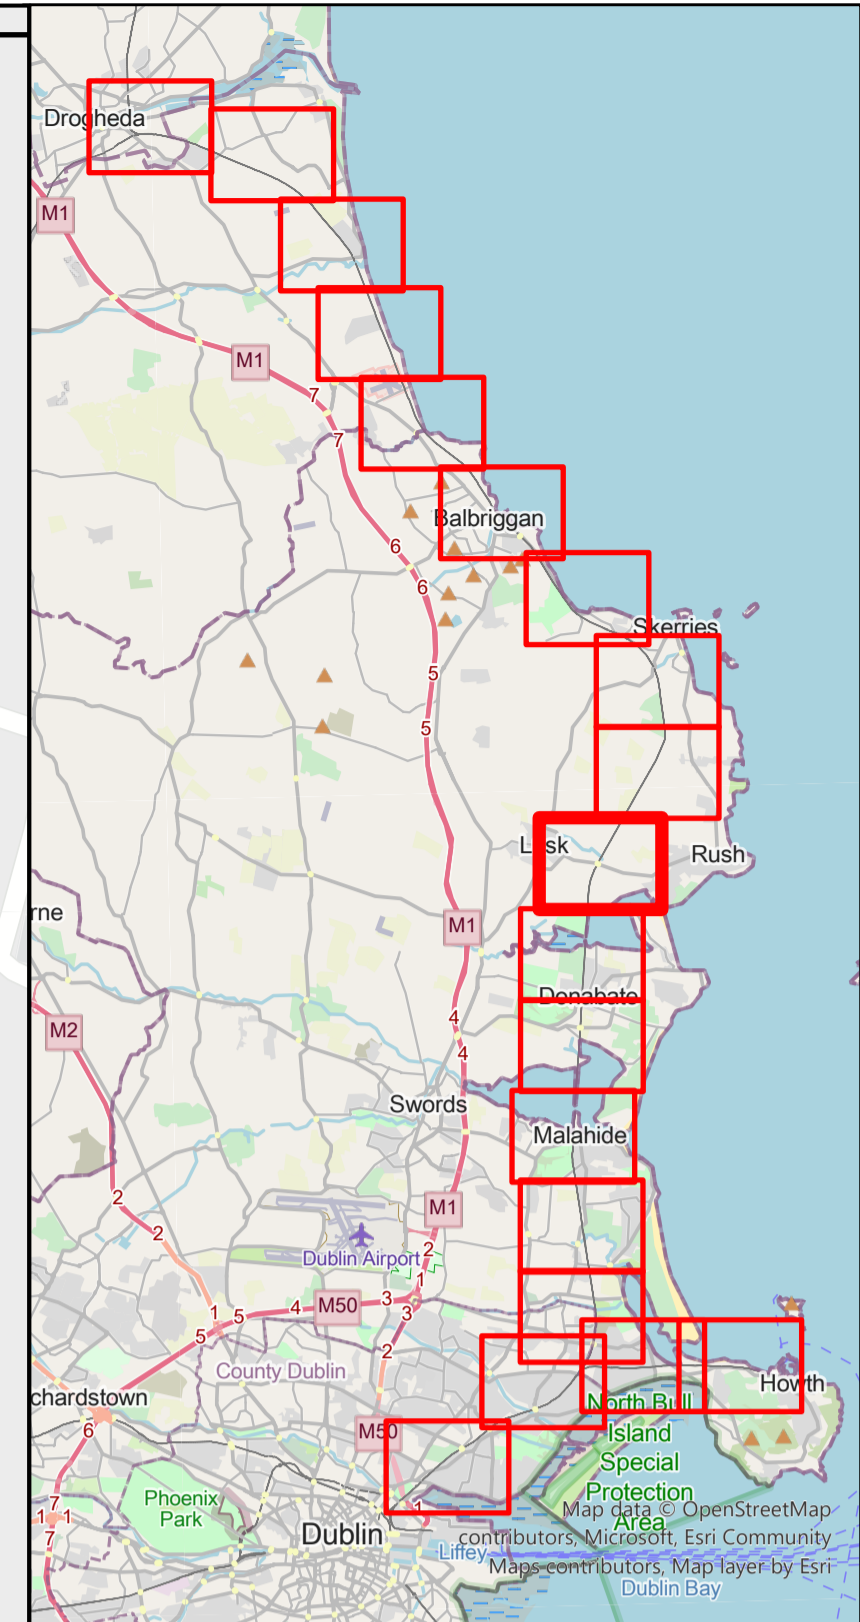 Drogheda
M1
M1
7
7
6
Balbriggan
6
Skerries
5
5
L sk
Rush
rne
M1
Donabate
M2
4
4
Swords
Malahide
2
M1
2
Dublin Airport
2
1
M50
3
4
5
1
3
5
2
County Dublin
chardstown
Howth
North Bull
Island
Special
Protection
Area
M50
6
Phoenix
Park
7
1 1
7
1
Dublin
Liffey
Map data © OpenStreetMap
contributors, Microsoft, Esri Community
Maps contributors, Map layer by Esri
Dublin Bay